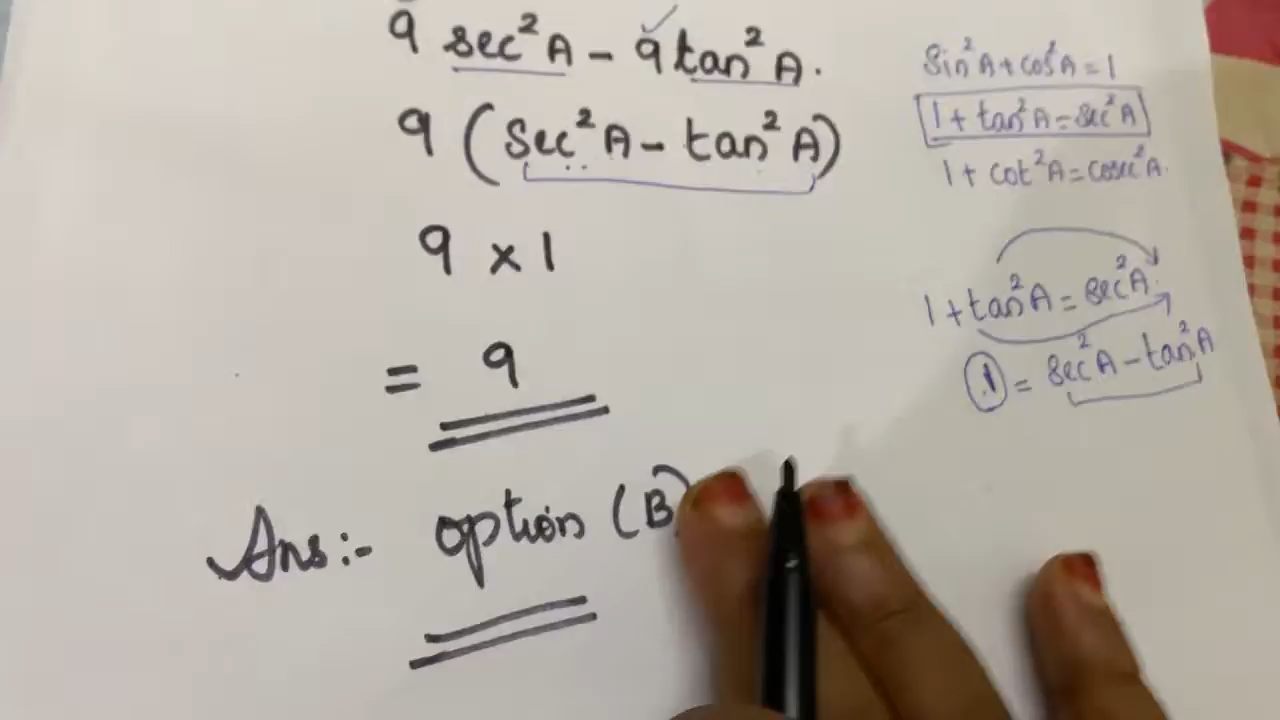 9 sec²A - 9 tan²A.
9 (Sec²A - tan²A)
9 x 1
= 9
Ans:- option (B)
Sin²A + cos²A = 1
1 + tan²A = Sec²A
1 + cot²A = cosec²A.
1 + tan²A = sec²A.
1 = sec²A - tan²A